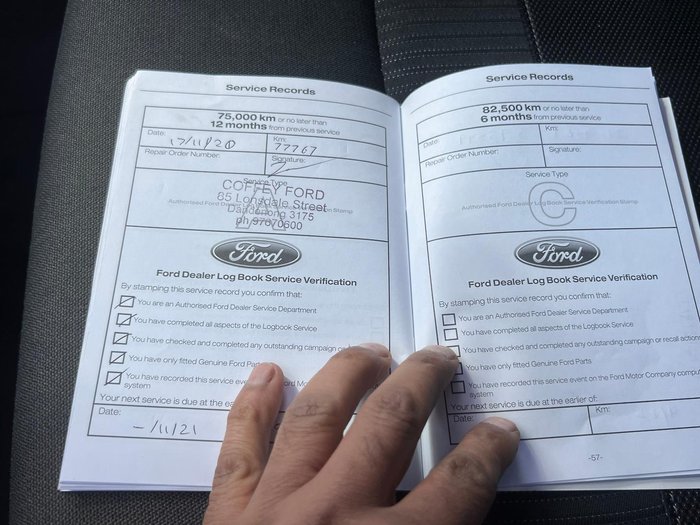 Service Records
75,000 km or no later than
12 months from previous service
Date:
17/11/20
Km:
77767
Repair Order Number:
Signature:
Service Type
COFFEY FORD
85 Lonsdale Street
Dandenong 3175
ph 97670600
Authorised Ford Stamp
Ford
Ford Dealer Log Book Service Verification
By stamping this service record you confirm that:
You are an Authorised Ford Dealer Service Department
You have completed all aspects of the Logbook Service
You have checked and completed any outstanding campaign or
You have only fitted Genuine Ford Parts
You have recorded this service event
system
Your next service is due at the
Date:
- /11/21
Service Records
82,500 km or no later than
6 months from previous service
Date:
Km:
Repair Order Number:
Signature:
Service Type
C
Authorised Ford Dealer Log Book Service Verification Stamp
Ford
Ford Dealer Log Book Service Verification
By stamping this service record you confirm that:
You are an Authorised Ford Dealer Service Department
You have completed all aspects of the Logbook Service
You have checked and completed any outstanding campaign or recall action
You have only fitted Genuine Ford Parts
You have recorded this service event on the Ford Motor Company
system
Your next service is due at the earlier of:
Date:
Km:
-57-